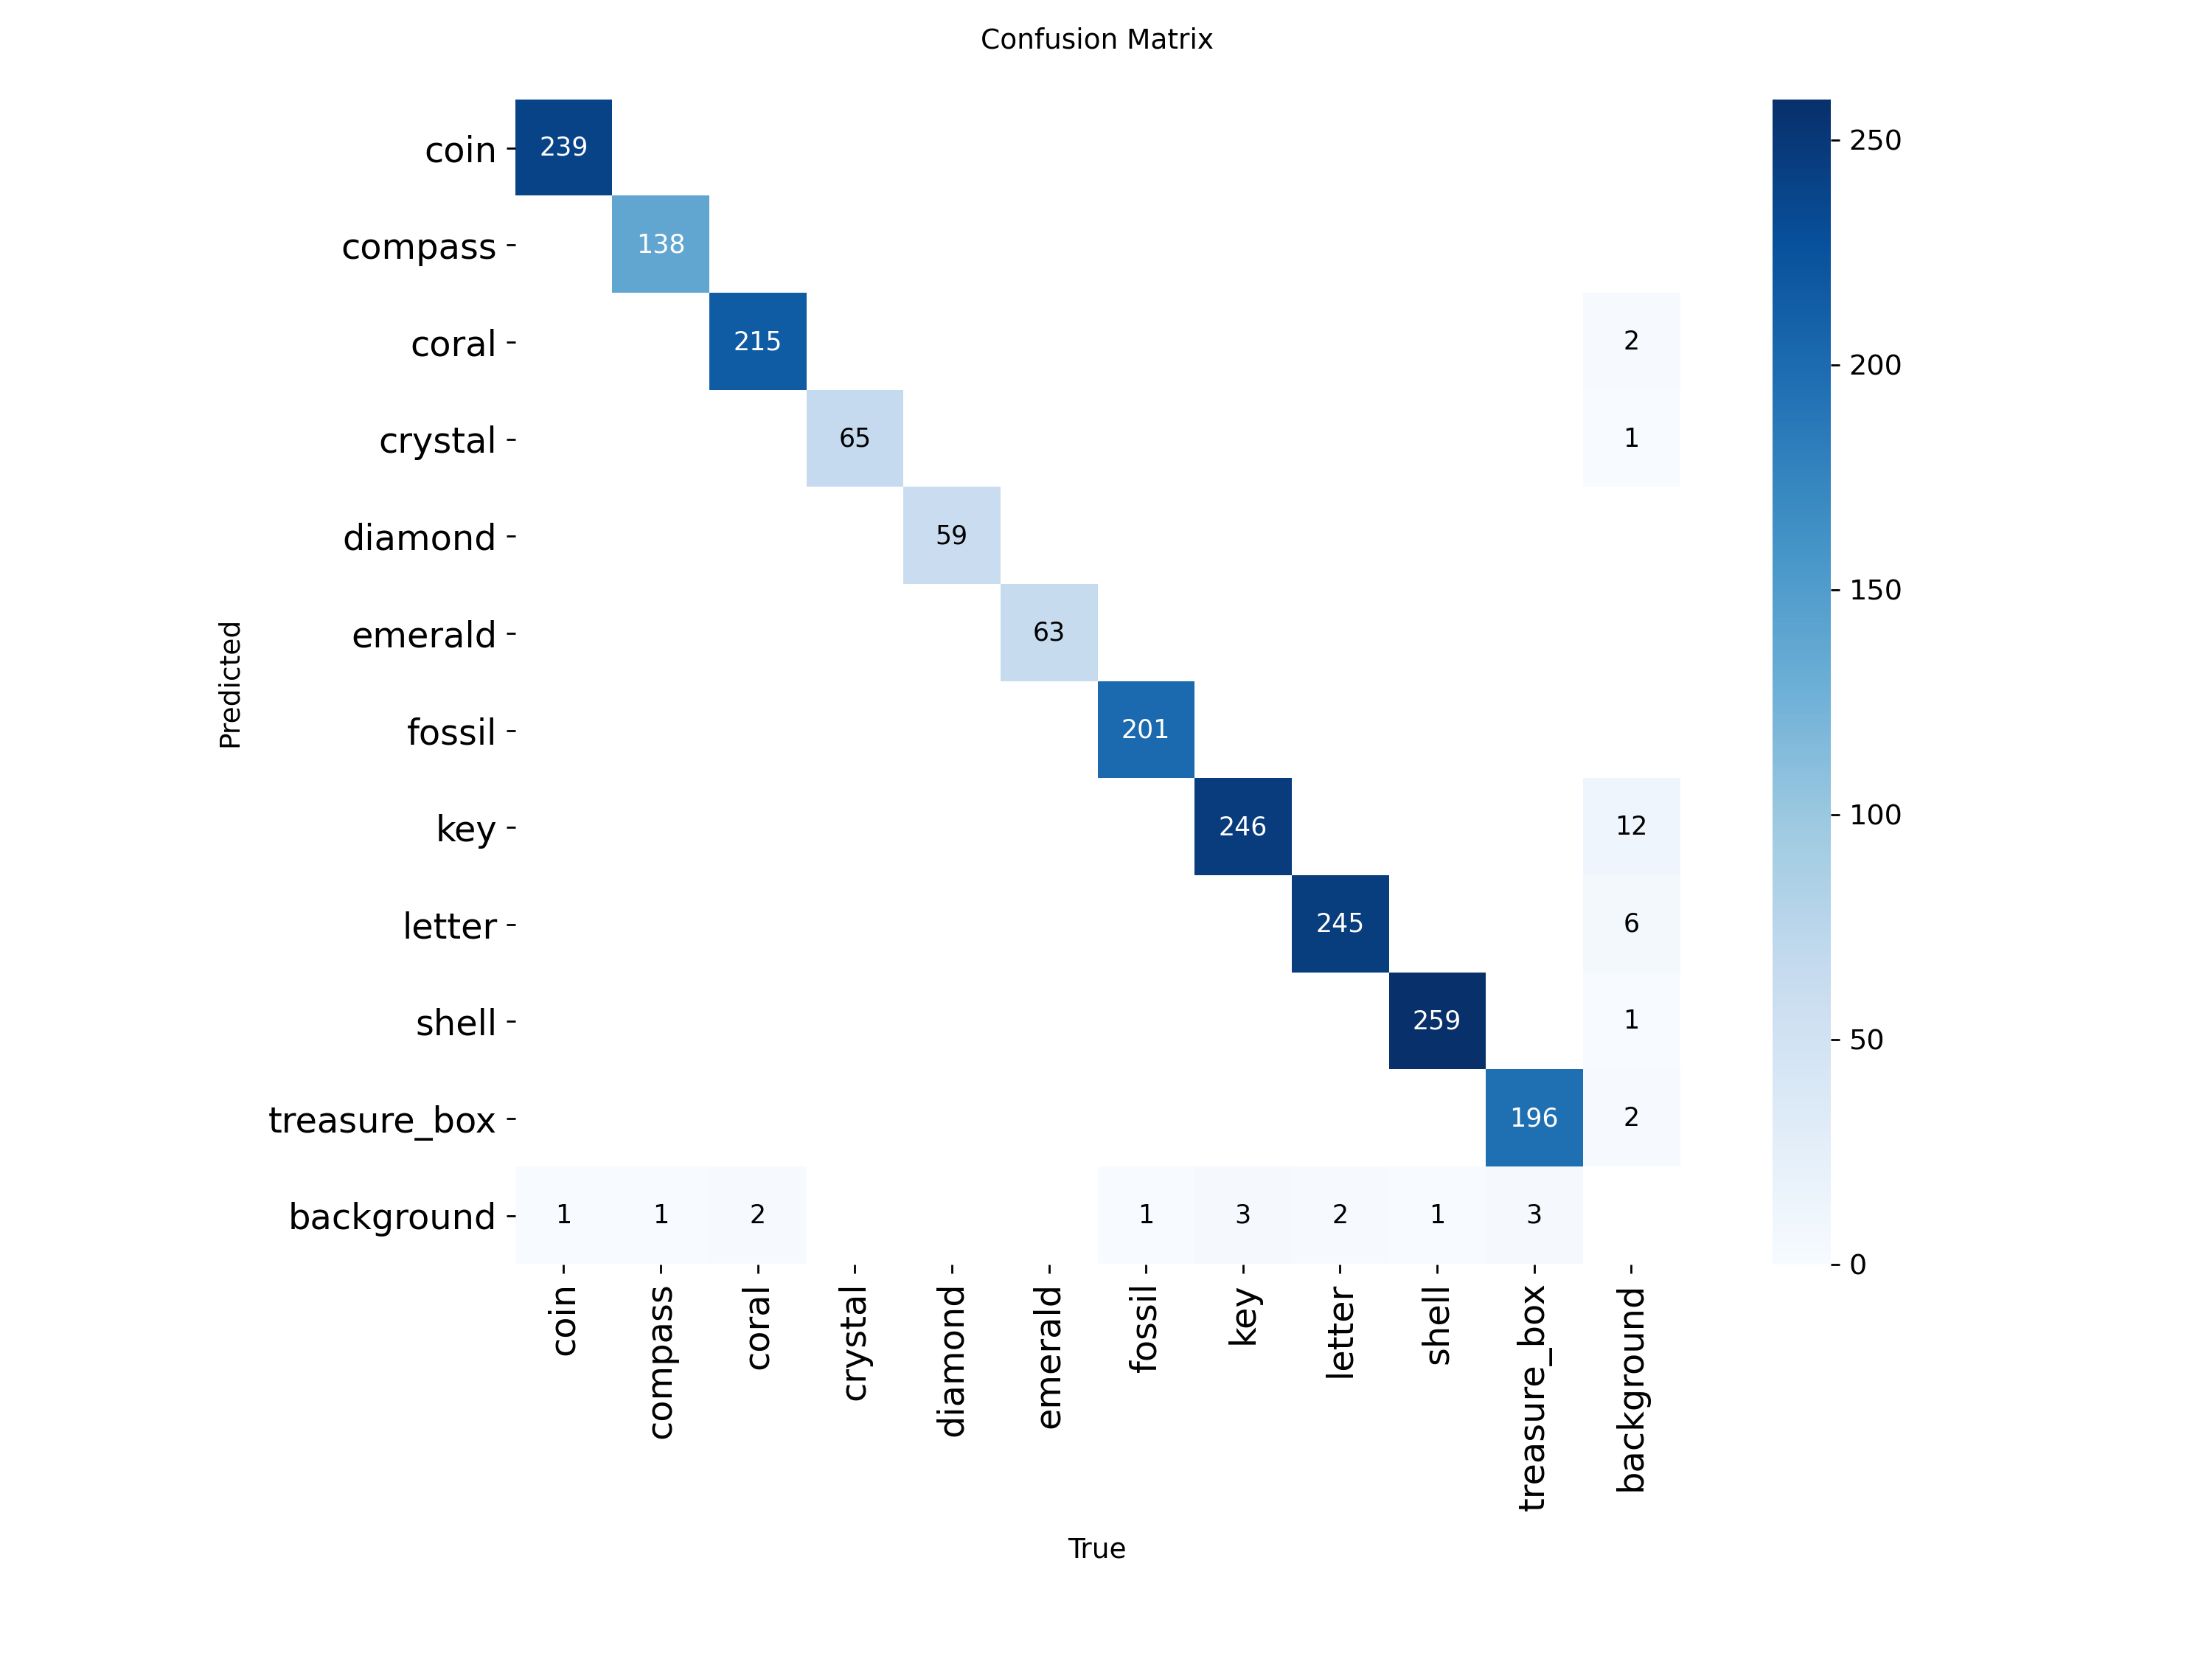 Confusion Matrix
coin 239 250
compass 138
coral 215 2 200
crystal 65 1
diamond 59 150
emerald 63
Predicted
fossil 201
key 246 12 100
letter 245 6
shell 259 1 50
treasure_box 196 2
background 1 1 2 1 3 2 1 3 0
coin compass coral crystal diamond emerald fossil key letter shell treasure_box background
True